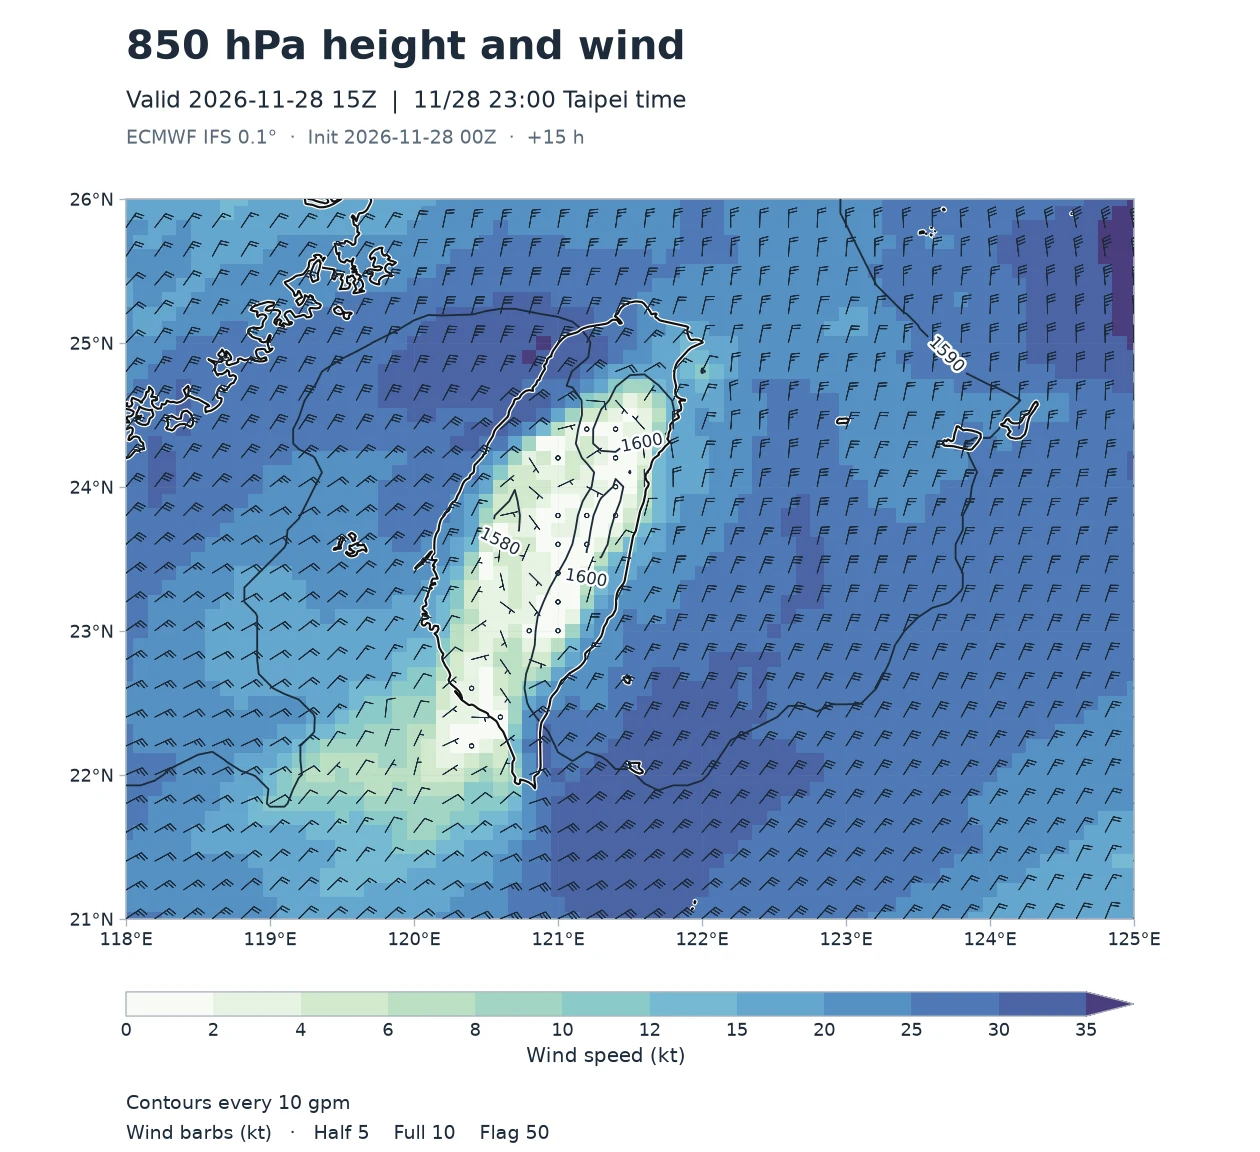 850 hPa height and wind
Valid 2026-11-28 15Z | 11/28 23:00 Taipei time
ECMWF IFS 0.1° · Init 2026-11-28 00Z · +15 h
26°N
25°N
24°N
23°N
22°N
21°N
1590
1600
1580
1600
118°E 119°E 120°E 121°E 122°E 123°E 124°E 125°E
0 2 4 6 8 10 12 15 20 25 30 35
Wind speed (kt)
Contours every 10 gpm
Wind barbs (kt) · Half 5 Full 10 Flag 50